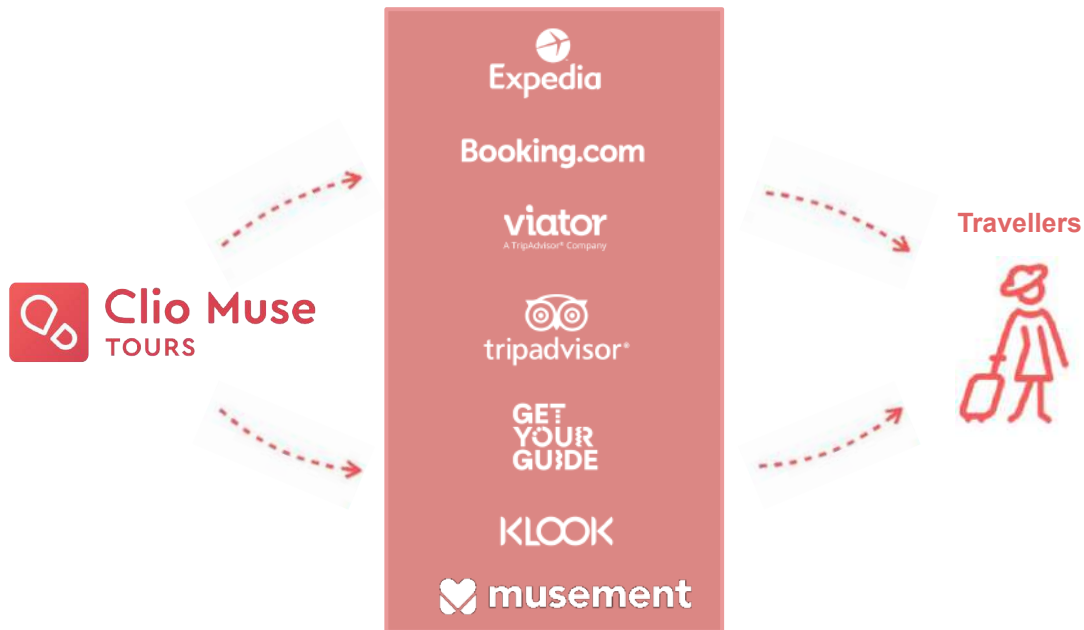 Clio Muse
TOURS
Expedia
Booking.com
viator
A TripAdvisor® Company
tripadvisor®
GET
YOUR
GUIDE
KLOOK
musement
Travellers